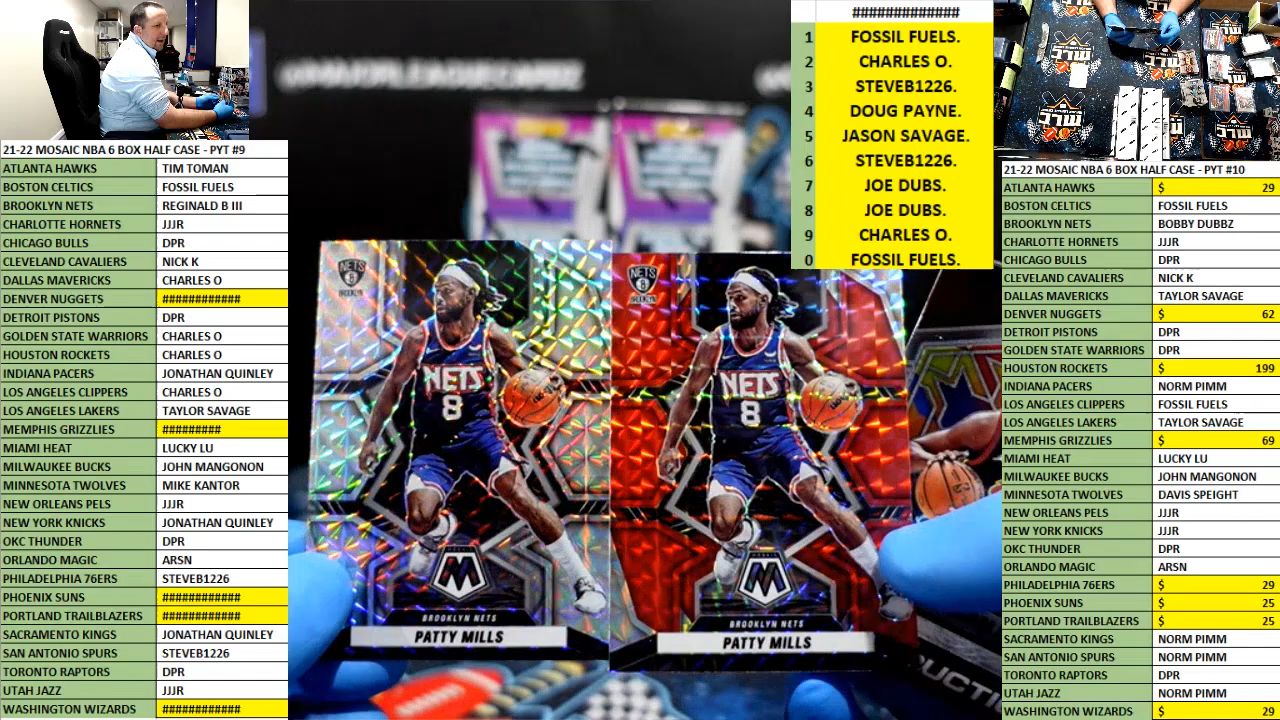 21-22 MOSAIC NBA 6 BOX HALF CASE - PYT #9
ATLANTA HAWKS TIM TOMAN
BOSTON CELTICS FOSSIL FUELS
BROOKLYN NETS REGINALD B III
CHARLOTTE HORNETS JJJR
CHICAGO BULLS DPR
CLEVELAND CAVALIERS NICK K
DALLAS MAVERICKS CHARLES O
DENVER NUGGETS ############
DETROIT PISTONS DPR
GOLDEN STATE WARRIORS CHARLES O
HOUSTON ROCKETS CHARLES O
INDIANA PACERS JONATHAN QUINLEY
LOS ANGELES CLIPPERS CHARLES O
LOS ANGELES LAKERS TAYLOR SAVAGE
MEMPHIS GRIZZLIES #########
MIAMI HEAT LUCKY LU
MILWAUKEE BUCKS JOHN MANGONON
MINNESOTA TWOLVES MIKE KANTOR
NEW ORLEANS PELS JJJR
NEW YORK KNICKS JONATHAN QUINLEY
OKC THUNDER DPR
ORLANDO MAGIC ARSN
PHILADELPHIA 76ERS STEVEB1226
PHOENIX SUNS ############
PORTLAND TRAILBLAZERS ############
SACRAMENTO KINGS JONATHAN QUINLEY
SAN ANTONIO SPURS STEVEB1226
TORONTO RAPTORS DPR
UTAH JAZZ JJJR
WASHINGTON WIZARDS ############
#############
1 FOSSIL FUELS.
2 CHARLES O.
3 STEVEB1226.
4 DOUG PAYNE.
5 JASON SAVAGE.
6 STEVEB1226.
7 JOE DUBS.
8 JOE DUBS.
9 CHARLES O.
0 FOSSIL FUELS.
NETS
BROOKLYN
NETS
8
BROOKLYN NETS
PATTY MILLS
NETS
BROOKLYN
NETS
8
BROOKLYN NETS
PATTY MILLS
21-22 MOSAIC NBA 6 BOX HALF CASE - PYT #10
ATLANTA HAWKS $ 29
BOSTON CELTICS FOSSIL FUELS
BROOKLYN NETS BOBBY DUBBZ
CHARLOTTE HORNETS JJJR
CHICAGO BULLS DPR
CLEVELAND CAVALIERS NICK K
DALLAS MAVERICKS TAYLOR SAVAGE
DENVER NUGGETS $ 62
DETROIT PISTONS DPR
GOLDEN STATE WARRIORS DPR
HOUSTON ROCKETS $ 199
INDIANA PACERS NORM PIMM
LOS ANGELES CLIPPERS FOSSIL FUELS
LOS ANGELES LAKERS TAYLOR SAVAGE
MEMPHIS GRIZZLIES $ 69
MIAMI HEAT LUCKY LU
MILWAUKEE BUCKS JOHN MANGONON
MINNESOTA TWOLVES DAVIS SPEIGHT
NEW ORLEANS PELS JJJR
NEW YORK KNICKS JJJR
OKC THUNDER DPR
ORLANDO MAGIC ARSN
PHILADELPHIA 76ERS $ 29
PHOENIX SUNS $ 25
PORTLAND TRAILBLAZERS $ 25
SACRAMENTO KINGS NORM PIMM
SAN ANTONIO SPURS NORM PIMM
TORONTO RAPTORS DPR
UTAH JAZZ NORM PIMM
WASHINGTON WIZARDS $ 29